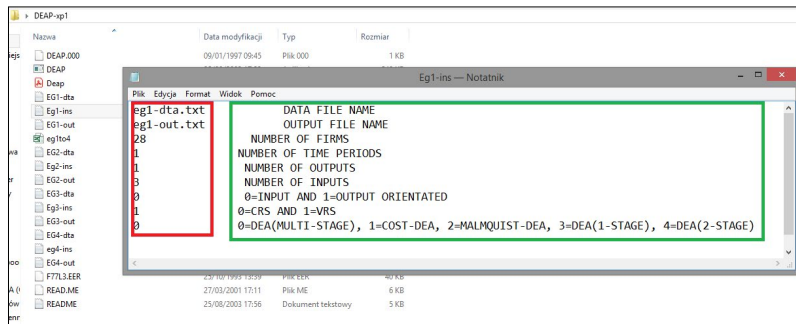 DEAP-xp1
Nazwa Data modyfikacji Typ Rozmiar
DEAP.000 09/01/1997 09:45 Plik 000 1 KB
DEAP
Deap
EG1-dta
Eg1-ins
EG1-out
eg1to4
EG2-dta
Eg2-ins
EG2-out
EG3-dta
Eg3-ins
EG3-out
EG4-dta
eg4-ins
EG4-out
F77L3.EER 25/10/1993 13:39 Plik EER 40 KB
READ.ME 27/03/2001 17:11 Plik ME 6 KB
README 25/08/2003 17:56 Dokument tekstowy 5 KB
Eg1-ins — Notatnik
Plik Edycja Format Widok Pomoc
eg1-dta.txt DATA FILE NAME
eg1-out.txt OUTPUT FILE NAME
28 NUMBER OF FIRMS
1 NUMBER OF TIME PERIODS
1 NUMBER OF OUTPUTS
3 NUMBER OF INPUTS
0 0=INPUT AND 1=OUTPUT ORIENTATED
1 0=CRS AND 1=VRS
0 0=DEA(MULTI-STAGE), 1=COST-DEA, 2=MALMQUIST-DEA, 3=DEA(1-STAGE), 4=DEA(2-STAGE)